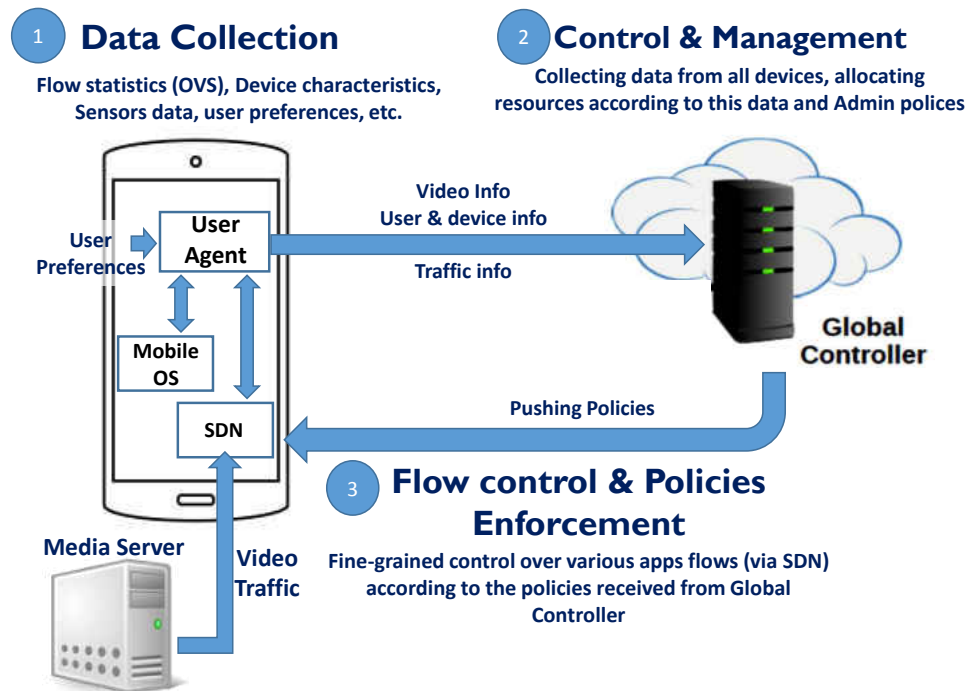 1
Data Collection
Flow statistics (OVS), Device characteristics,
Sensors data, user preferences, etc.
2
Control & Management
Collecting data from all devices, allocating
resources according to this data and Admin polices
User
Preferences
User
Agent
Mobile
OS
SDN
Video Info
User & device info
Traffic info
Global
Controller
Pushing Policies
3
Flow control & Policies
Enforcement
Fine-grained control over various apps flows (via SDN)
according to the policies received from Global
Controller
Media Server
Video
Traffic